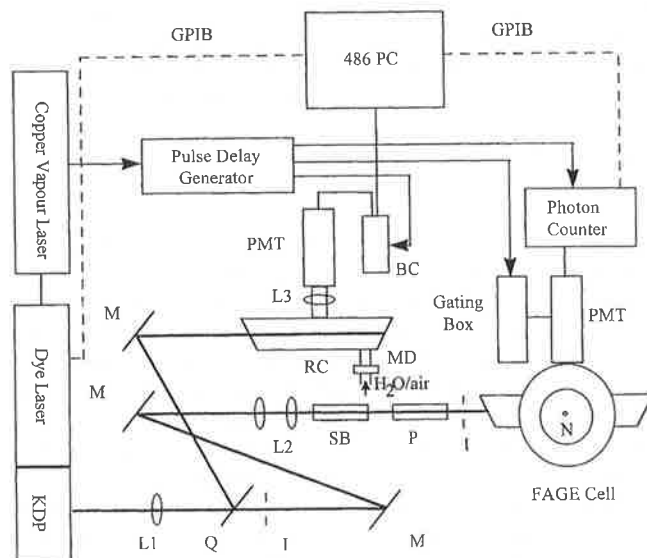 GPIB
GPIB
486 PC
Copper Vapour Laser
Pulse Delay
Generator
Photon
Counter
PMT
BC
L3
Gating
Box
PMT
M
Dye Laser
RC
MD
H2O/air
M
L2
SB
P
I
N
FAGE Cell
KDP
L1
Q
I
M